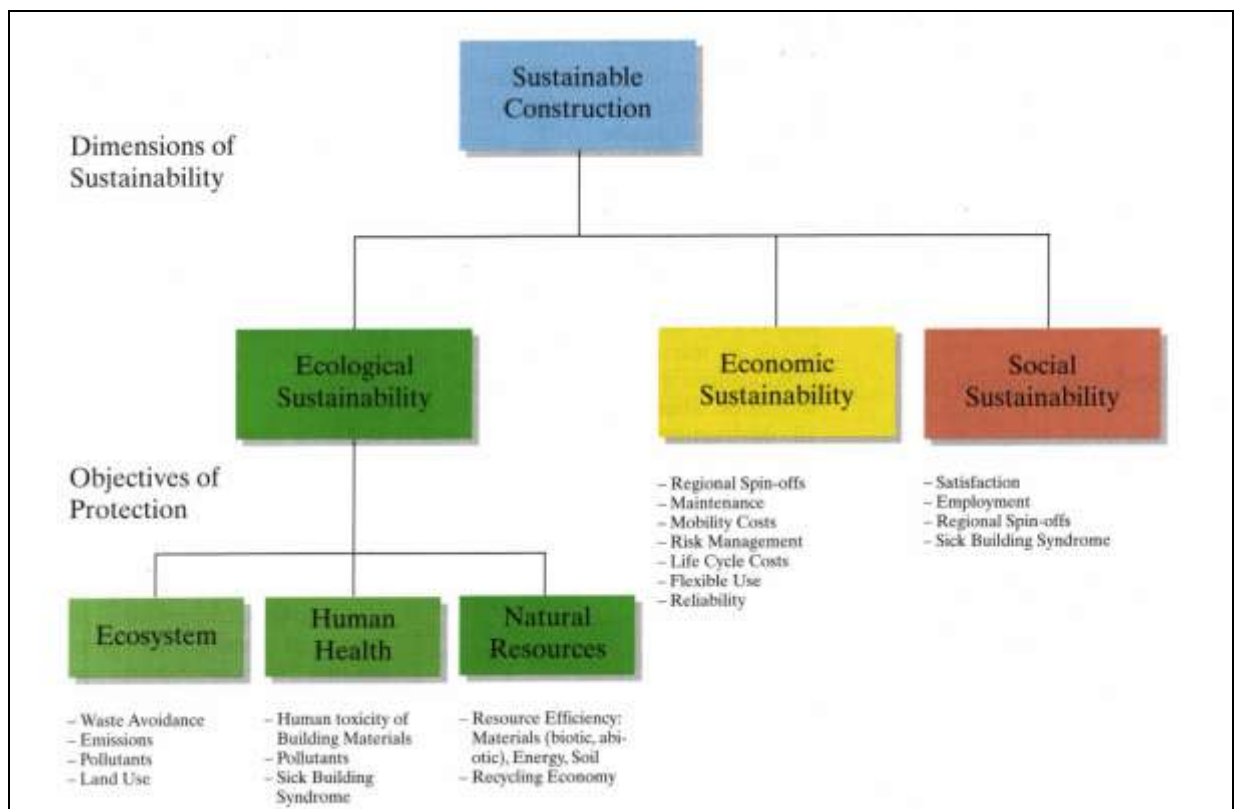 Sustainable
Construction
Dimensions of
Sustainability
Ecological
Sustainability
Economic
Sustainability
Social
Sustainability
Objectives of
Protection
– Regional Spin-offs
– Maintenance
– Mobility Costs
– Risk Management
– Life Cycle Costs
– Flexible Use
– Reliability
– Satisfaction
– Employment
– Regional Spin-offs
– Sick Building Syndrome
Ecosystem
Human
Health
Natural
Resources
– Waste Avoidance
– Emissions
– Pollutants
– Land Use
– Human toxicity of
Building Materials
– Pollutants
– Sick Building
Syndrome
– Resource Efficiency:
Materials (biotic, abi-
otic), Energy, Soil
– Recycling Economy